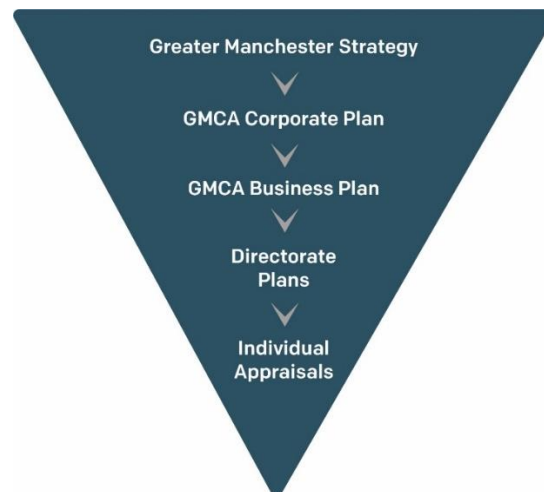 Greater Manchester Strategy
GMCA Corporate Plan
GMCA Business Plan
Directorate
Plans
Individual
Appraisals